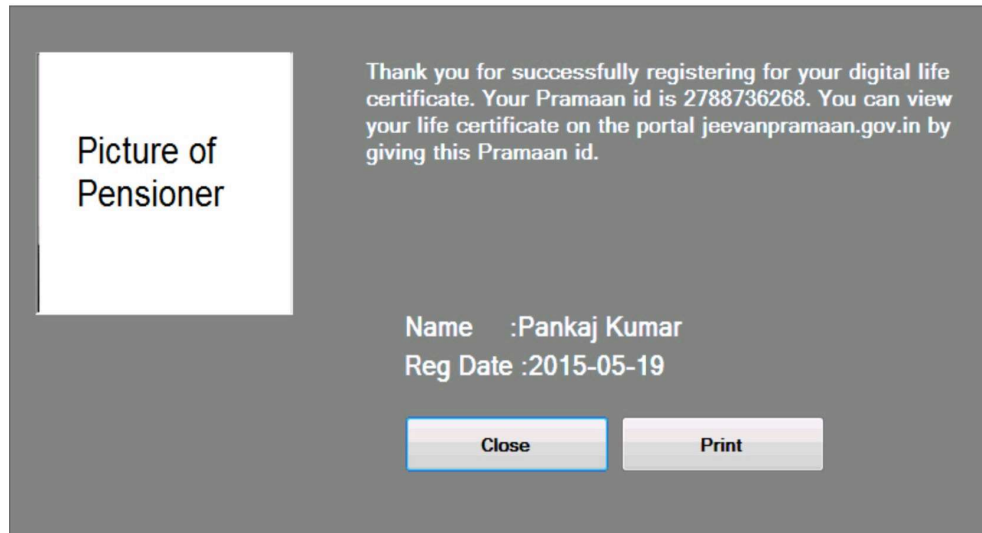 Picture of
Pensioner
Thank you for successfully registering for your digital life
certificate. Your Pramaan id is 2788736268. You can view
your life certificate on the portal jeevanpramaan.gov.in by
giving this Pramaan id.
Name :Pankaj Kumar
Reg Date :2015-05-19
Close Print